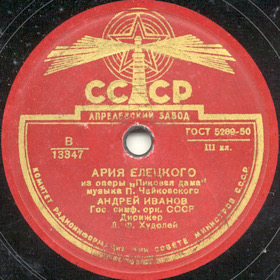 СССР
АПРЕЛЕВСКИЙ ЗАВОД
В
13347
ГОСТ 5289-50
III кл.
АРИЯ ЕЛЕЦКОГО
из оперы „Пиковая дама"
музыка П. Чайковского
АНДРЕЙ ИВАНОВ
Гос. симф. орк. СССР
Дирижер
Л. Ф. Худолей
КОМИТЕТ РАДИОИНФОРМАЦИИ ПРИ СОВЕТЕ МИНИСТРОВ СССР